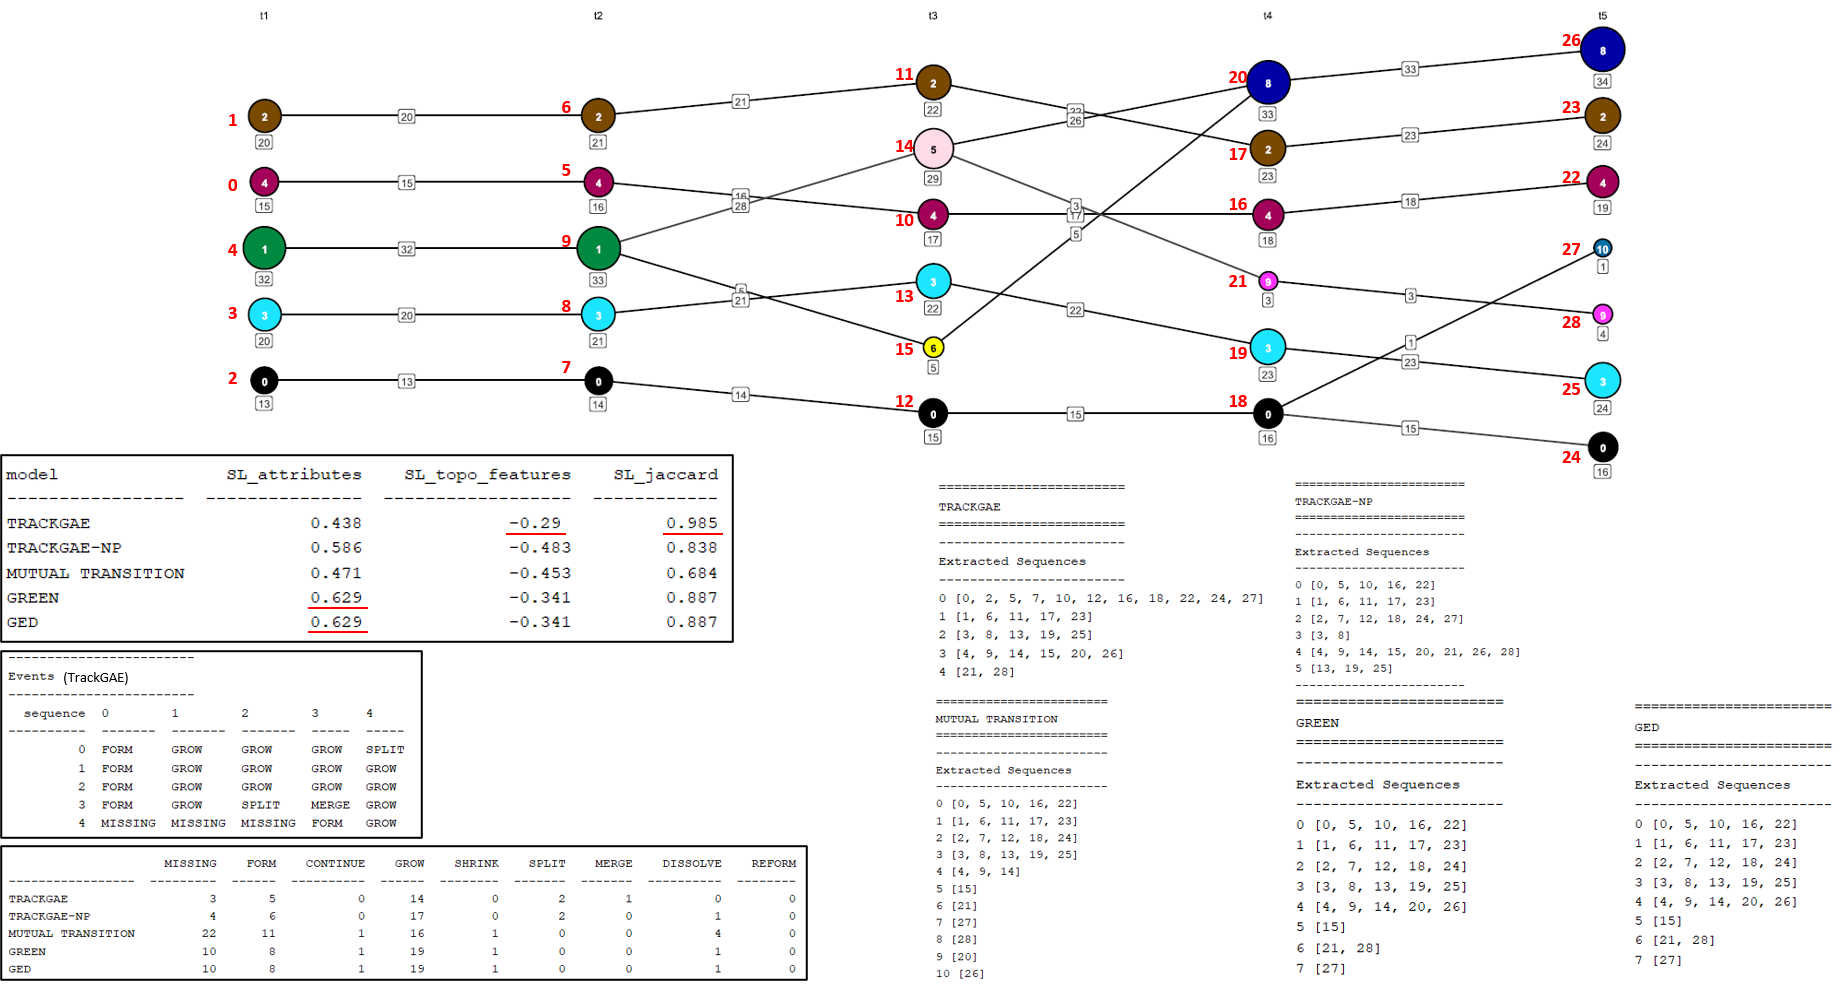 t1 t2 t3 t4 t5
26 8 34
11 2 22
20 8 33
33
1 2 20
20
6 2 21
21
22
26
23 2 24
23
14 5 29
17 2 23
0 4 15
15
5 4 16
16
28
22 4 19
18
10 4 17
3
17
16 4 18
4 1 32
32
9 1 33
5
27 10 1
13 3 22
21 9 3
3
3 3 20
20
8 3 21
5
21
22
28 9 4
15 6 5
19 3 23
1
23
2 0 13
13
7 0 14
14
25 3 24
12 0 15
15
18 0 16
15
24 0 16
model SL_attributes SL_topo_features SL_jaccard
----------------- --------------- ------------------ ------------
TRACKGAE 0.438 -0.29 0.985
TRACKGAE-NP 0.586 -0.483 0.838
MUTUAL TRANSITION 0.471 -0.453 0.684
GREEN 0.629 -0.341 0.887
GED 0.629 -0.341 0.887
------------------------
Events (TrackGAE)
------------------------
sequence 0 1 2 3 4
---------- ------- ------- ------- ----- -----
0 FORM GROW GROW GROW SPLIT
1 FORM GROW GROW GROW GROW
2 FORM GROW GROW GROW GROW
3 FORM GROW SPLIT MERGE GROW
4 MISSING MISSING MISSING FORM GROW
MISSING FORM CONTINUE GROW SHRINK SPLIT MERGE DISSOLVE REFORM
----------------- --------- ------ ---------- ------ -------- ------- ------- ---------- --------
TRACKGAE 3 5 0 14 0 2 1 0 0
TRACKGAE-NP 4 6 0 17 0 2 0 1 0
MUTUAL TRANSITION 22 11 1 16 1 0 0 4 0
GREEN 10 8 1 19 1 0 0 1 0
GED 10 8 1 19 1 0 0 1 0
========================
TRACKGAE
========================
------------------------
Extracted Sequences
------------------------
0 [0, 2, 5, 7, 10, 12, 16, 18, 22, 24, 27]
1 [1, 6, 11, 17, 23]
2 [3, 8, 13, 19, 25]
3 [4, 9, 14, 15, 20, 26]
4 [21, 28]
========================
TRACKGAE-NP
========================
------------------------
Extracted Sequences
------------------------
0 [0, 5, 10, 16, 22]
1 [1, 6, 11, 17, 23]
2 [2, 7, 12, 18, 24, 27]
3 [3, 8]
4 [4, 9, 14, 15, 20, 21, 26, 28]
5 [13, 19, 25]
------------------------
========================
MUTUAL TRANSITION
========================
------------------------
Extracted Sequences
------------------------
0 [0, 5, 10, 16, 22]
1 [1, 6, 11, 17, 23]
2 [2, 7, 12, 18, 24]
3 [3, 8, 13, 19, 25]
4 [4, 9, 14]
5 [15]
6 [21]
7 [27]
8 [28]
9 [20]
10 [26]
========================
GREEN
========================
------------------------
Extracted Sequences
------------------------
0 [0, 5, 10, 16, 22]
1 [1, 6, 11, 17, 23]
2 [2, 7, 12, 18, 24]
3 [3, 8, 13, 19, 25]
4 [4, 9, 14, 20, 26]
5 [15]
6 [21, 28]
7 [27]
========================
GED
========================
------------------------
Extracted Sequences
------------------------
0 [0, 5, 10, 16, 22]
1 [1, 6, 11, 17, 23]
2 [2, 7, 12, 18, 24]
3 [3, 8, 13, 19, 25]
4 [4, 9, 14, 20, 26]
5 [15]
6 [21, 28]
7 [27]